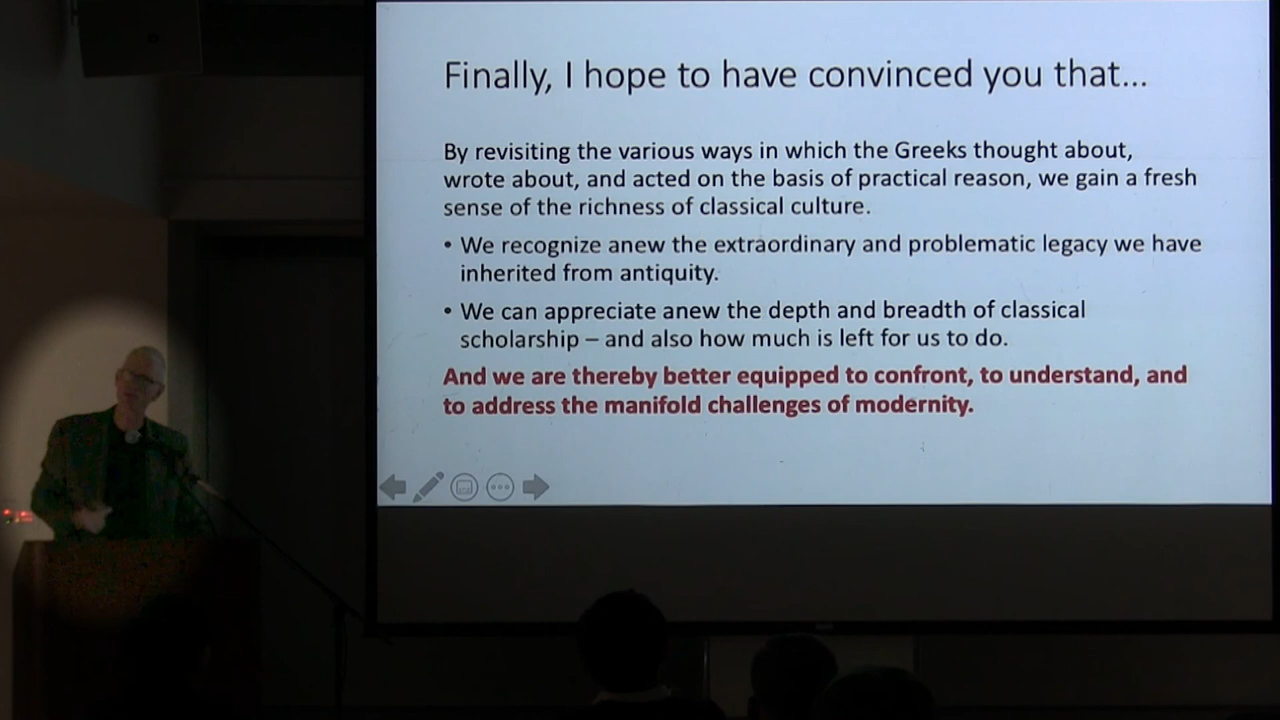 Finally, I hope to have convinced you that...
By revisiting the various ways in which the Greeks thought about,
wrote about, and acted on the basis of practical reason, we gain a fresh
sense of the richness of classical culture.
• We recognize anew the extraordinary and problematic legacy we have
inherited from antiquity.
• We can appreciate anew the depth and breadth of classical
scholarship – and also how much is left for us to do.
And we are thereby better equipped to confront, to understand, and
to address the manifold challenges of modernity.